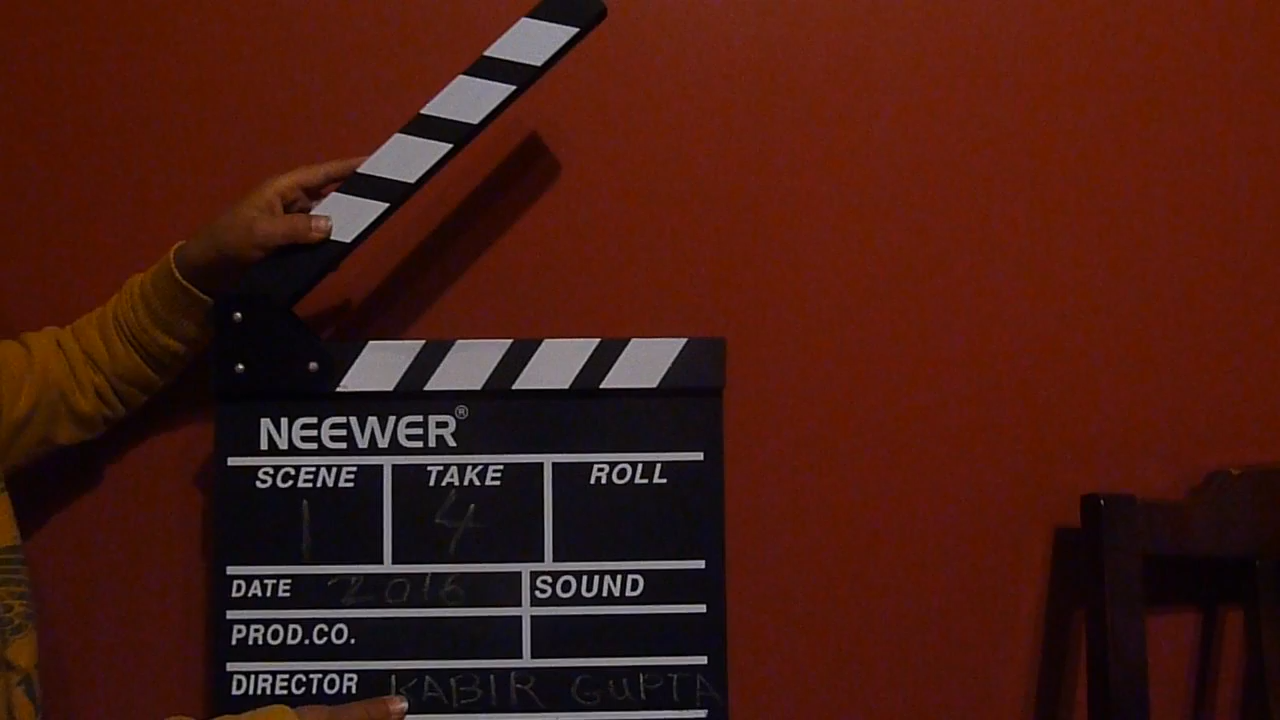 NEEWER®
SCENE TAKE ROLL
1 4
DATE 2016 SOUND
PROD.CO.
DIRECTOR KABIR GUPTA